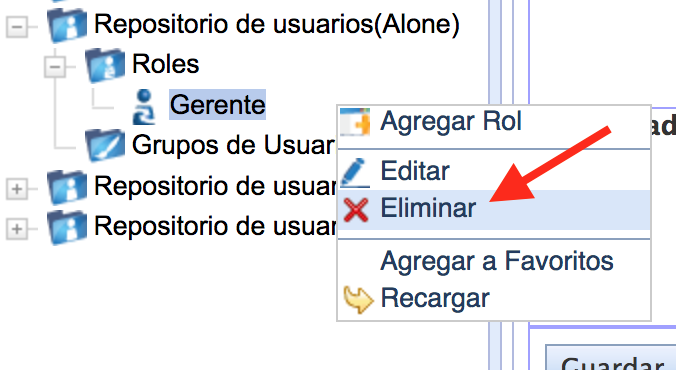 Repositorio de usuarios(Alone)
Roles
Gerente
Grupos de Usuar
Repositorio de usuar
Repositorio de usuar
Agregar Rol
Editar
Eliminar
Agregar a Favoritos
Recargar
ad
Guardar